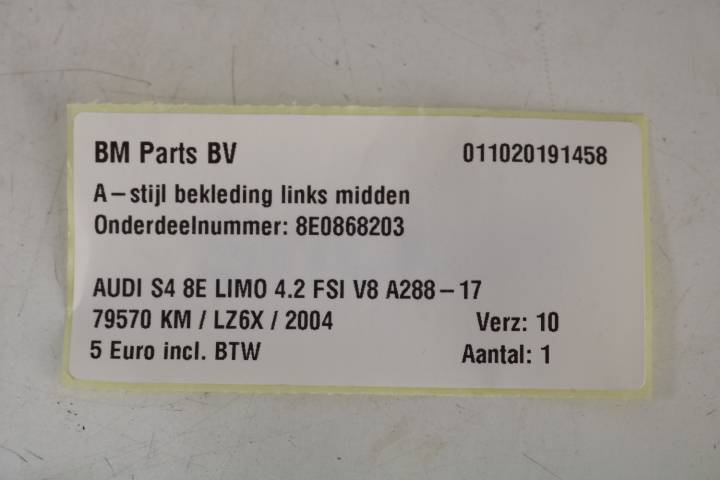 BM Parts BV 011020191458
A-stijl bekleding links midden
Onderdeelnummer: 8E0868203
AUDI S4 8E LIMO 4.2 FSI V8 A288-17
79570 KM / LZ6X / 2004 Verz: 10
5 Euro incl. BTW Aantal: 1